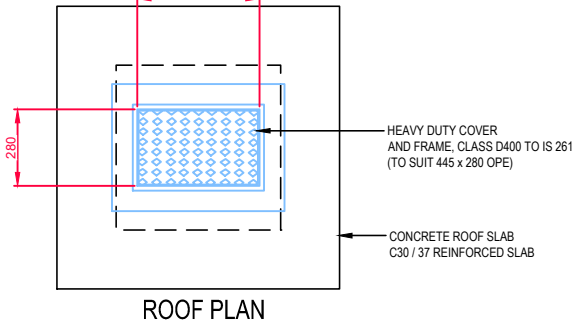 280
HEAVY DUTY COVER
AND FRAME, CLASS D400 TO IS 261
(TO SUIT 445 x 280 OPE)
CONCRETE ROOF SLAB
C30 / 37 REINFORCED SLAB
ROOF PLAN